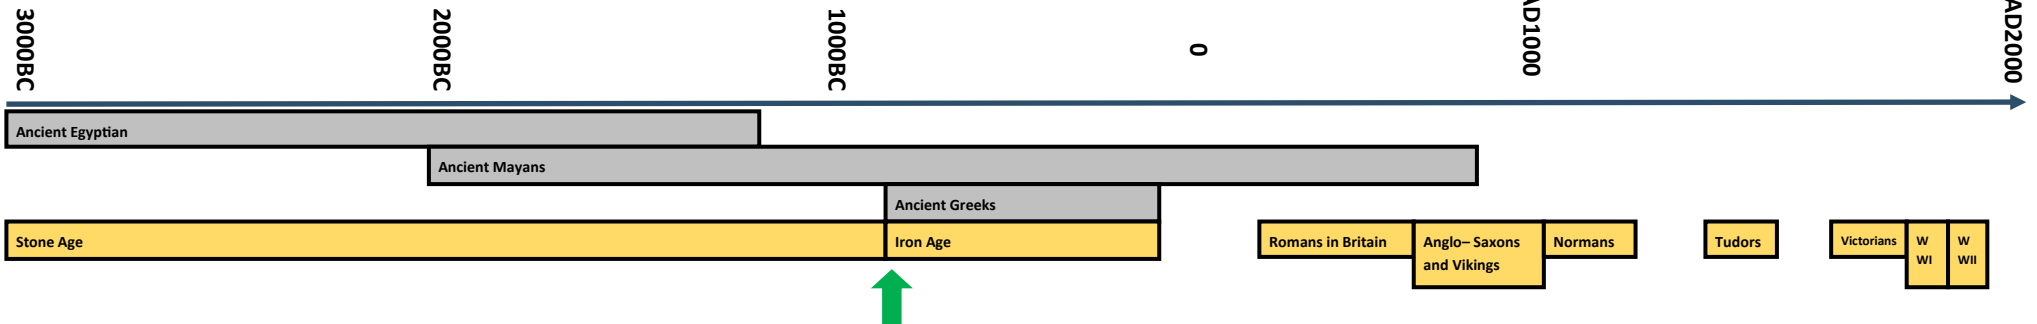 3000BC
2000BC
1000BC
0
AD1000
AD2000
Ancient Egyptian
Ancient Mayans
Ancient Greeks
Stone Age
Iron Age
Romans in Britain
Anglo– Saxons
and Vikings
Normans
Tudors
Victorians
W
WI
W
WII